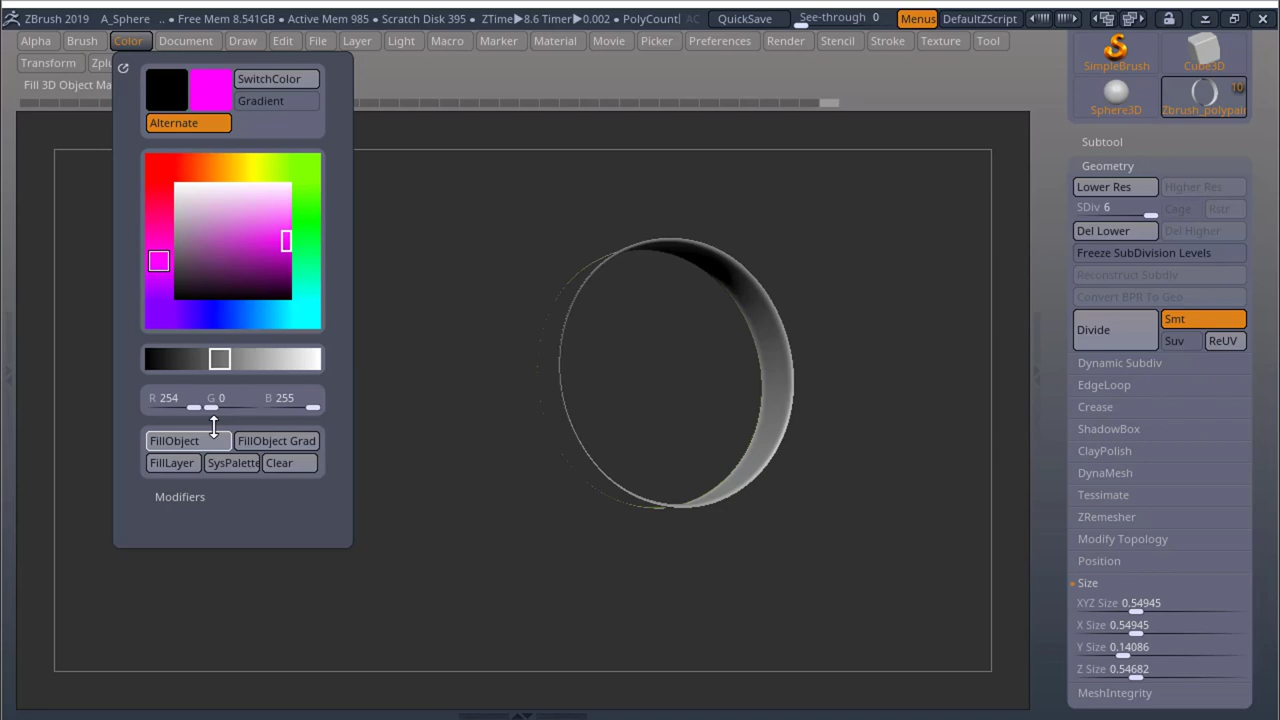 ZBrush 2019 A_Sphere .. • Free Mem 8.541GB • Active Mem 985 • Scratch Disk 395 • ZTime▶8.6 Timer▶0.002 • PolyCount| AC QuickSave See-through 0 Menus DefaultZScript
Alpha Brush Color Document Draw Edit File Layer Light Macro Marker Material Movie Picker Preferences Render Stencil Stroke Texture Tool
Transform Zplu
Fill 3D Object Ma
SwitchColor
Gradient
Alternate
R 254 G 0 B 255
FillObject FillObject Grad
FillLayer SysPalette Clear
Modifiers
SimpleBrush Cube3D
10
Sphere3D Zbrush_polypain
Subtool
Geometry
Lower Res Higher Res
SDiv 6 Cage Rstr
Del Lower Del Higher
Freeze SubDivision Levels
Reconstruct Subdiv
Convert BPR To Geo
Divide Smt
Suv ReUV
Dynamic Subdiv
EdgeLoop
Crease
ShadowBox
ClayPolish
DynaMesh
Tessimate
ZRemesher
Modify Topology
Position
Size
XYZ Size 0.54945
X Size 0.54945
Y Size 0.14086
Z Size 0.54682
MeshIntegrity